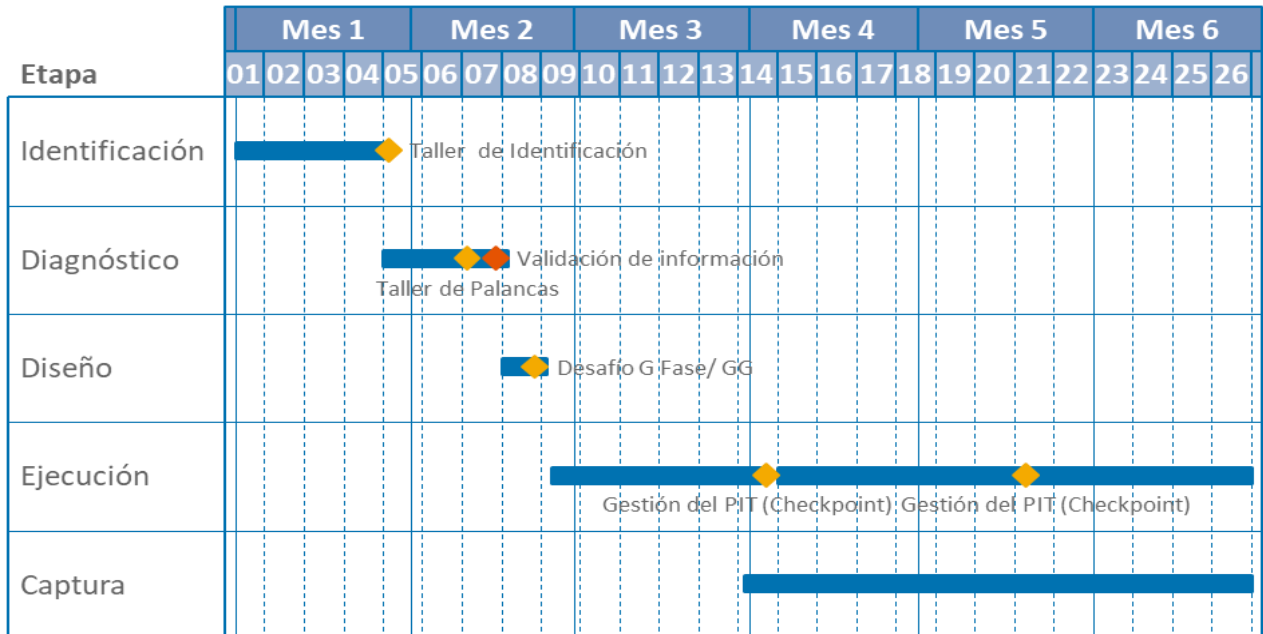 Mes 1 Mes 2 Mes 3 Mes 4 Mes 5 Mes 6
Etapa 01 02 03 04 05 06 07 08 09 10 11 12 13 14 15 16 17 18 19 20 21 22 23 24 25 26
Identificación Taller de Identificación
Diagnóstico Validación de información
Taller de Palancas
Diseño Desafío G Fase/ GG
Ejecución
Gestión del PIT (Checkpoint) Gestión del PIT (Checkpoint)
Captura